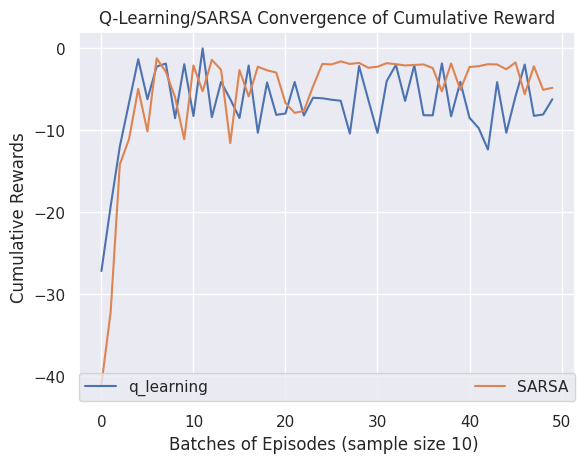 Q-Learning/SARSA Convergence of Cumulative Reward
Cumulative Rewards
0
−10
−20
−30
−40
q_learning
SARSA
0
10
20
30
40
50
Batches of Episodes (sample size 10)